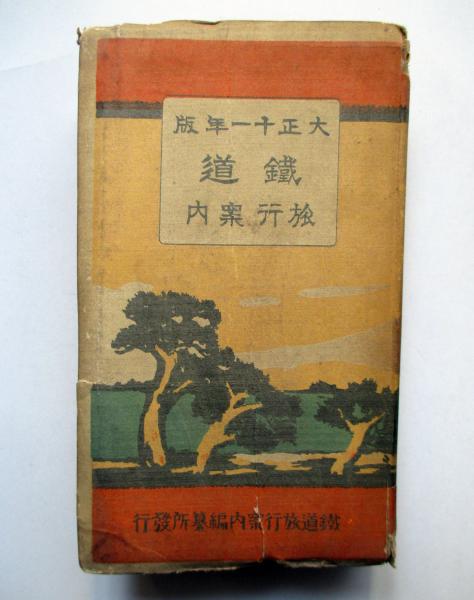 大正十一年版
鐵道
旅行案内
鐵道旅行案内編纂所發行